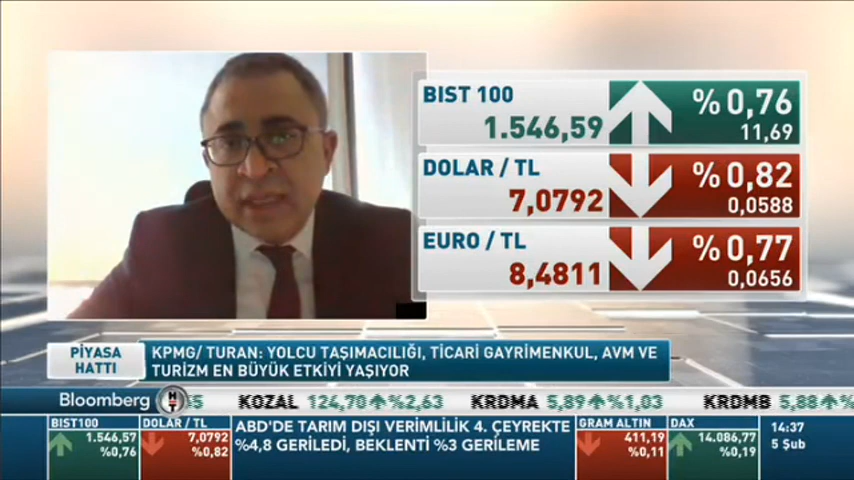 BIST 100
1.546,59
% 0,76
11,69
DOLAR / TL
7,0792
% 0,82
0,0588
EURO / TL
8,4811
% 0,77
0,0656
PİYASA HATTI
KPMG/ TURAN: YOLCU TAŞIMACILIĞI, TİCARİ GAYRİMENKUL, AVM VE
TURİZM EN BÜYÜK ETKİYİ YAŞIYOR
Bloomberg HT
KOZAL 124,70 %2,63 KRDMA 5,89 %1,03 KRDMB 5,88
BIST100
1.546,57
%0,76
DOLAR / TL
7,0792
%0,82
ABD'DE TARIM DIŞI VERİMLİLİK 4. ÇEYREKTE
%4,8 GERİLEDİ, BEKLENTİ %3 GERİLEME
GRAM ALTIN
411,19
%0,11
DAX
14.086,77
%0,19
14:37
5 Şub